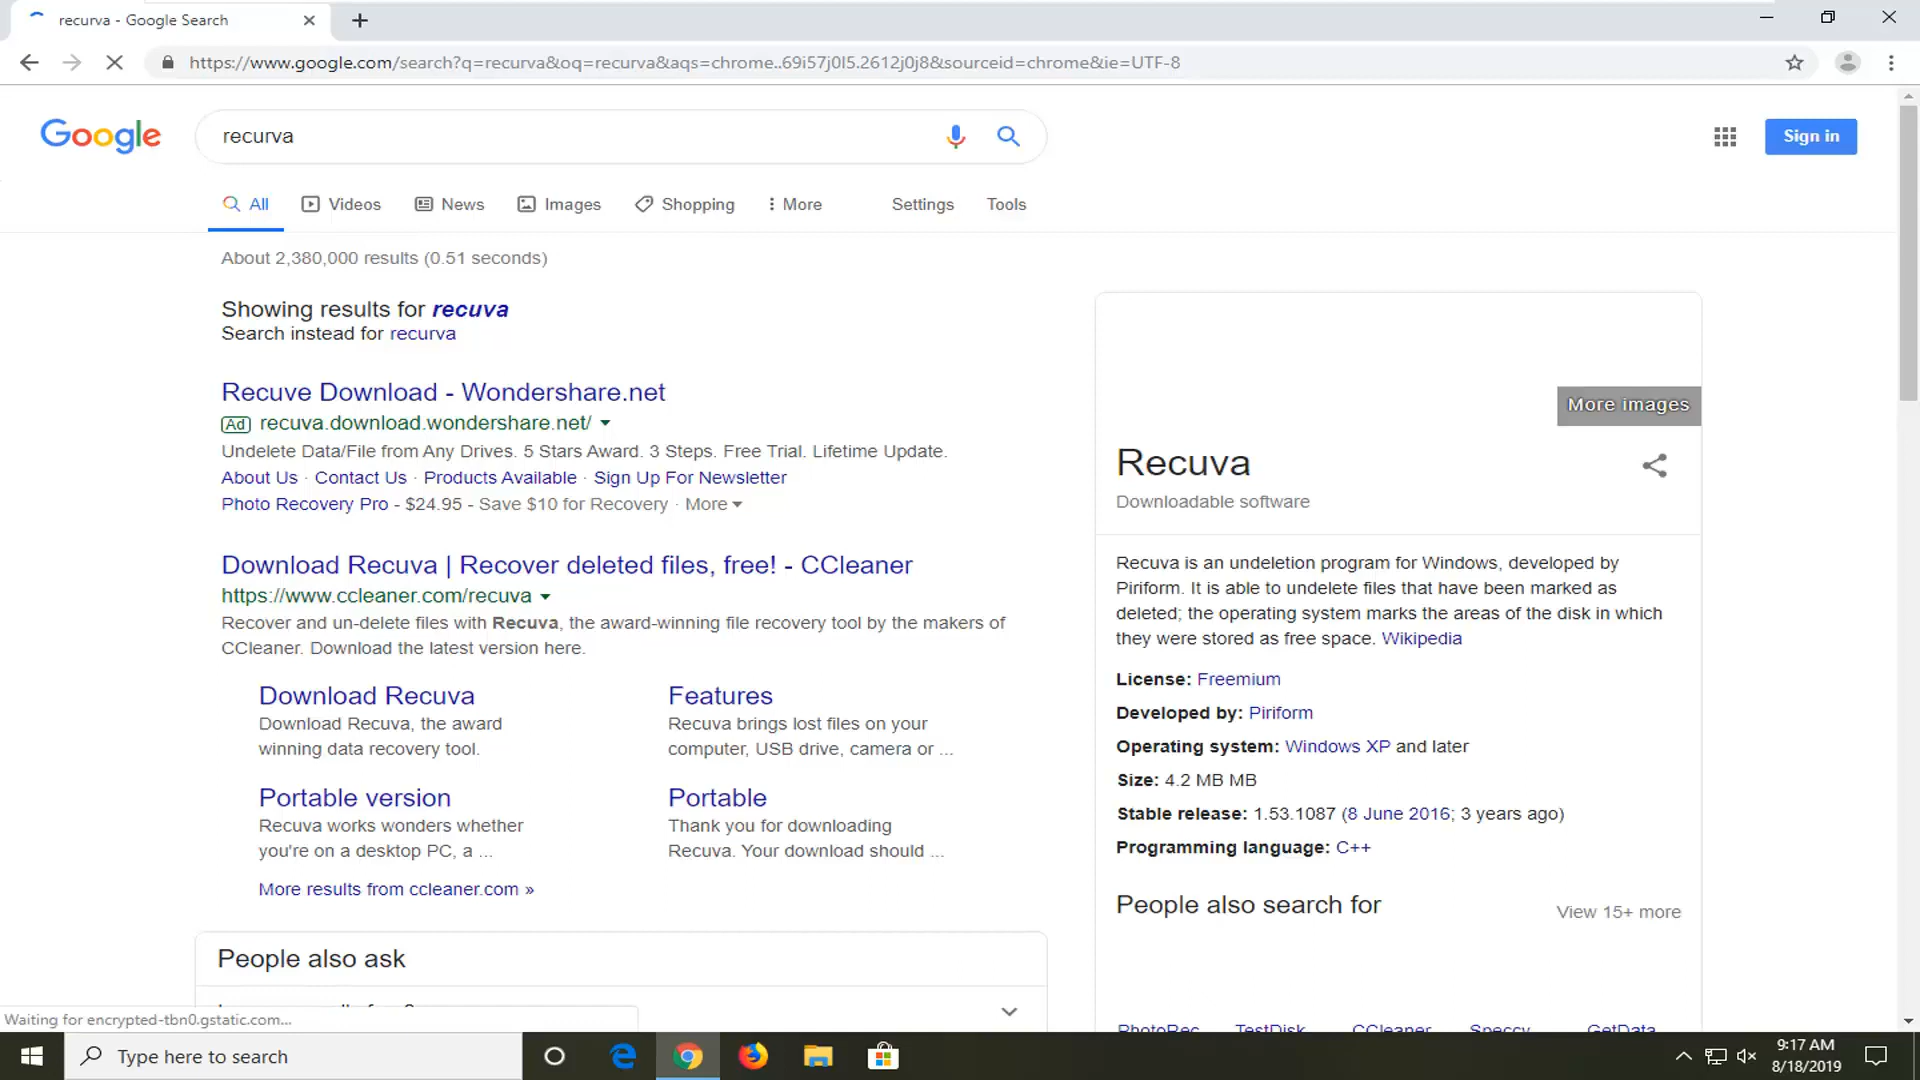 recurva - Google Search
https://www.google.com/search?q=recurva&oq=recurva&aqs=chrome..69i57j0l5.2612j0j8&sourceid=chrome&ie=UTF-8
Google
recurva
Sign in
All Videos News Images Shopping More Settings Tools
About 2,380,000 results (0.51 seconds)
Showing results for recuva
Search instead for recurva
Recuve Download - Wondershare.net
Ad recuva.download.wondershare.net/
Undelete Data/File from Any Drives. 5 Stars Award. 3 Steps. Free Trial. Lifetime Update.
About Us · Contact Us · Products Available · Sign Up For Newsletter
Photo Recovery Pro - $24.95 - Save $10 for Recovery · More
Download Recuva | Recover deleted files, free! - CCleaner
https://www.ccleaner.com/recuva
Recover and un-delete files with Recuva, the award-winning file recovery tool by the makers of
CCleaner. Download the latest version here.
Download Recuva
Download Recuva, the award
winning data recovery tool.
Features
Recuva brings lost files on your
computer, USB drive, camera or ...
Portable version
Recuva works wonders whether
you're on a desktop PC, a ...
Portable
Thank you for downloading
Recuva. Your download should ...
More results from ccleaner.com »
People also ask
More images
Recuva
Downloadable software
Recuva is an undeletion program for Windows, developed by
Piriform. It is able to undelete files that have been marked as
deleted; the operating system marks the areas of the disk in which
they were stored as free space. Wikipedia
License: Freemium
Developed by: Piriform
Operating system: Windows XP and later
Size: 4.2 MB MB
Stable release: 1.53.1087 (8 June 2016; 3 years ago)
Programming language: C++
People also search for
View 15+ more
PhotoRec TestDisk CCleaner Speccy GetData
Waiting for encrypted-tbn0.gstatic.com...
Type here to search
9:17 AM
8/18/2019